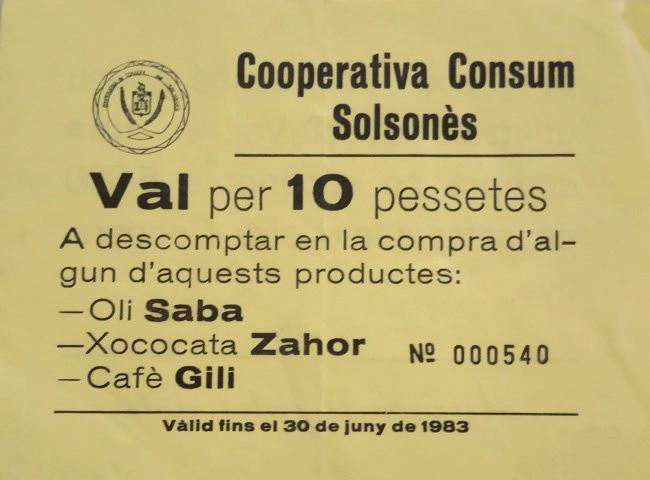 Cooperativa Consum
Solsonès
Val per 10 pessetes
A descomptar en la compra d'al-
gun d'aquests productes:
—Oli Saba
—Xococata Zahor
Nº 000540
—Cafè Gili
Vàlid fins el 30 de juny de 1983